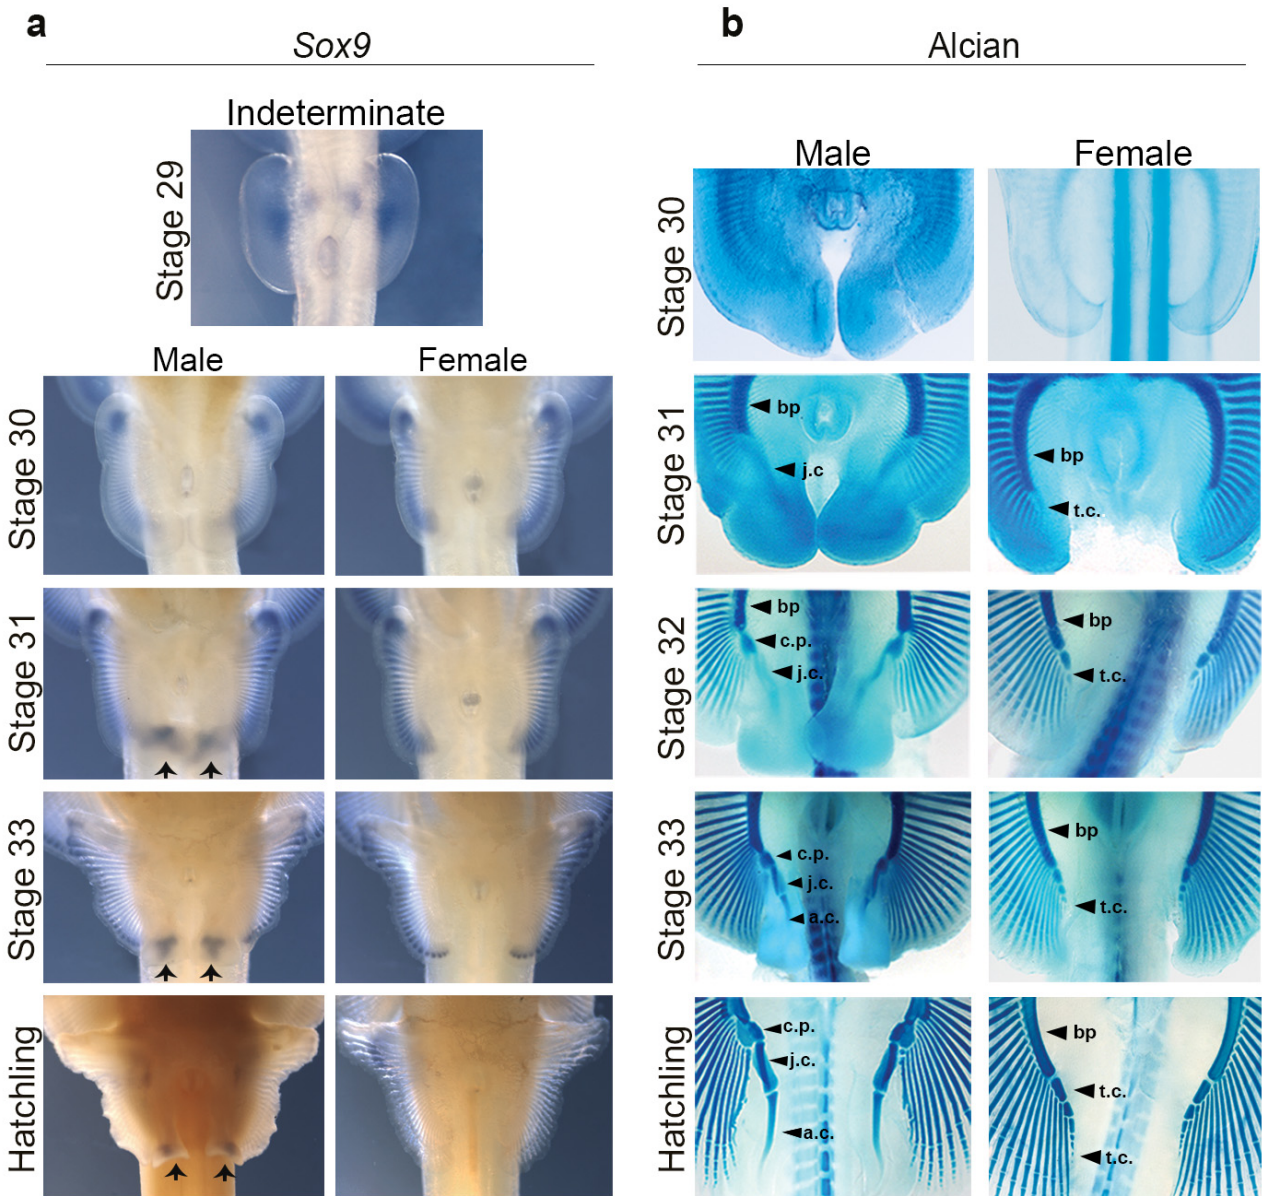 a
Sox9
Indeterminate
Stage 29
Male Female
Stage 30
Stage 31
Stage 33
Hatchling
b
Alcian
Male Female
Stage 30
Stage 31
bp
j.c
bp
t.c.
Stage 32
bp
c.p.
j.c.
bp
t.c.
Stage 33
c.p.
j.c.
a.c.
bp
t.c.
Hatchling
c.p.
j.c.
a.c.
bp
t.c.
t.c.